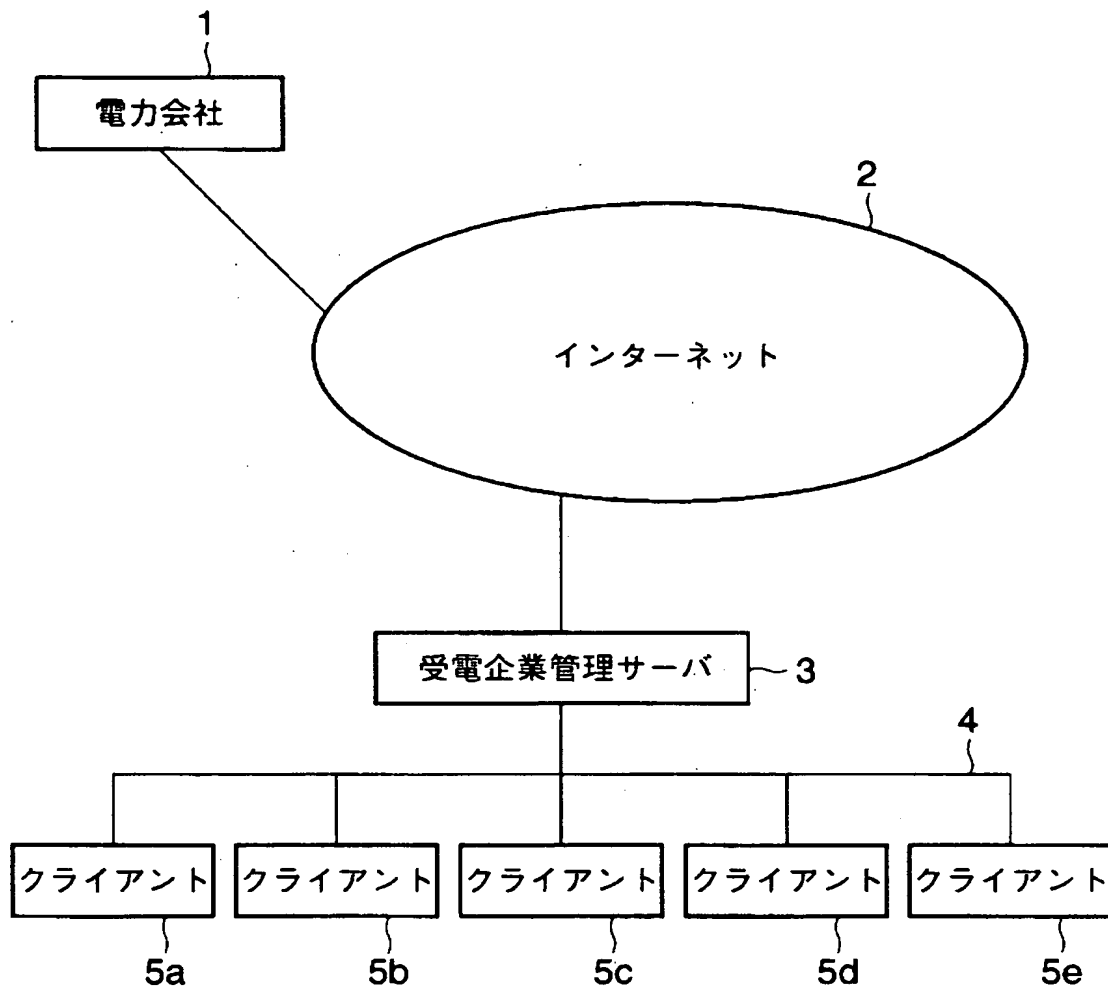 1
電力会社
2
インターネット
受電企業管理サーバ
3
4
クライアント
クライアント
クライアント
クライアント
クライアント
5a
5b
5c
5d
5e